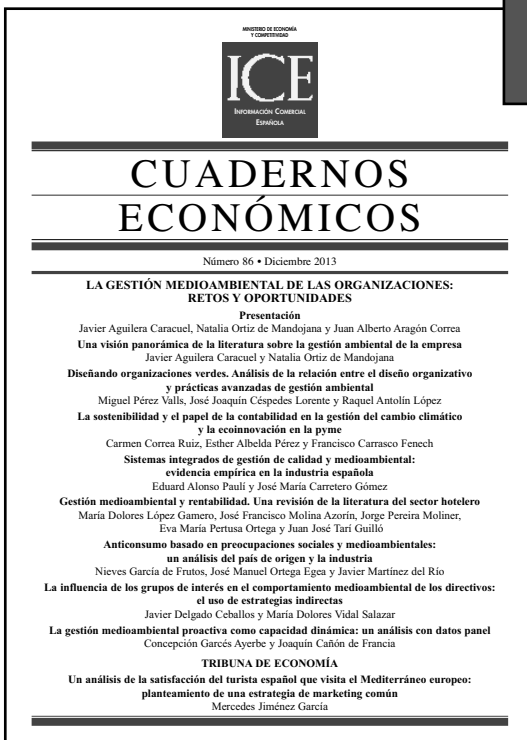 MINISTERIO DE ECONOMÍA
Y COMPETITIVIDAD
ICE
INFORMACIÓN COMERCIAL
ESPAÑOLA
CUADERNOS
ECONÓMICOS
Número 86 • Diciembre 2013
LA GESTIÓN MEDIOAMBIENTAL DE LAS ORGANIZACIONES:
RETOS Y OPORTUNIDADES
Presentación
Javier Aguilera Caracuel, Natalia Ortiz de Mandojana y Juan Alberto Aragón Correa
Una visión panorámica de la literatura sobre la gestión ambiental de la empresa
Javier Aguilera Caracuel y Natalia Ortiz de Mandojana
Diseñando organizaciones verdes. Análisis de la relación entre el diseño organizativo
y prácticas avanzadas de gestión ambiental
Miguel Pérez Valls, José Joaquín Céspedes Lorente y Raquel Antolín López
La sostenibilidad y el papel de la contabilidad en la gestión del cambio climático
y la ecoinnovación en la pyme
Carmen Correa Ruiz, Esther Albelda Pérez y Francisco Carrasco Fenech
Sistemas integrados de gestión de calidad y medioambiental:
evidencia empírica en la industria española
Eduard Alonso Paulí y José María Carretero Gómez
Gestión medioambiental y rentabilidad. Una revisión de la literatura del sector hotelero
María Dolores López Gamero, José Francisco Molina Azorín, Jorge Pereira Moliner,
Eva María Pertusa Ortega y Juan José Tarí Guilló
Anticonsumo basado en preocupaciones sociales y medioambientales:
un análisis del país de origen y la industria
Nieves García de Frutos, José Manuel Ortega Egea y Javier Martínez del Río
La influencia de los grupos de interés en el comportamiento medioambiental de los directivos:
el uso de estrategias indirectas
Javier Delgado Ceballos y María Dolores Vidal Salazar
La gestión medioambiental proactiva como capacidad dinámica: un análisis con datos panel
Concepción Garcés Ayerbe y Joaquín Cañón de Francia
TRIBUNA DE ECONOMÍA
Un análisis de la satisfacción del turista español que visita el Mediterráneo europeo:
planteamiento de una estrategia de marketing común
Mercedes Jiménez García